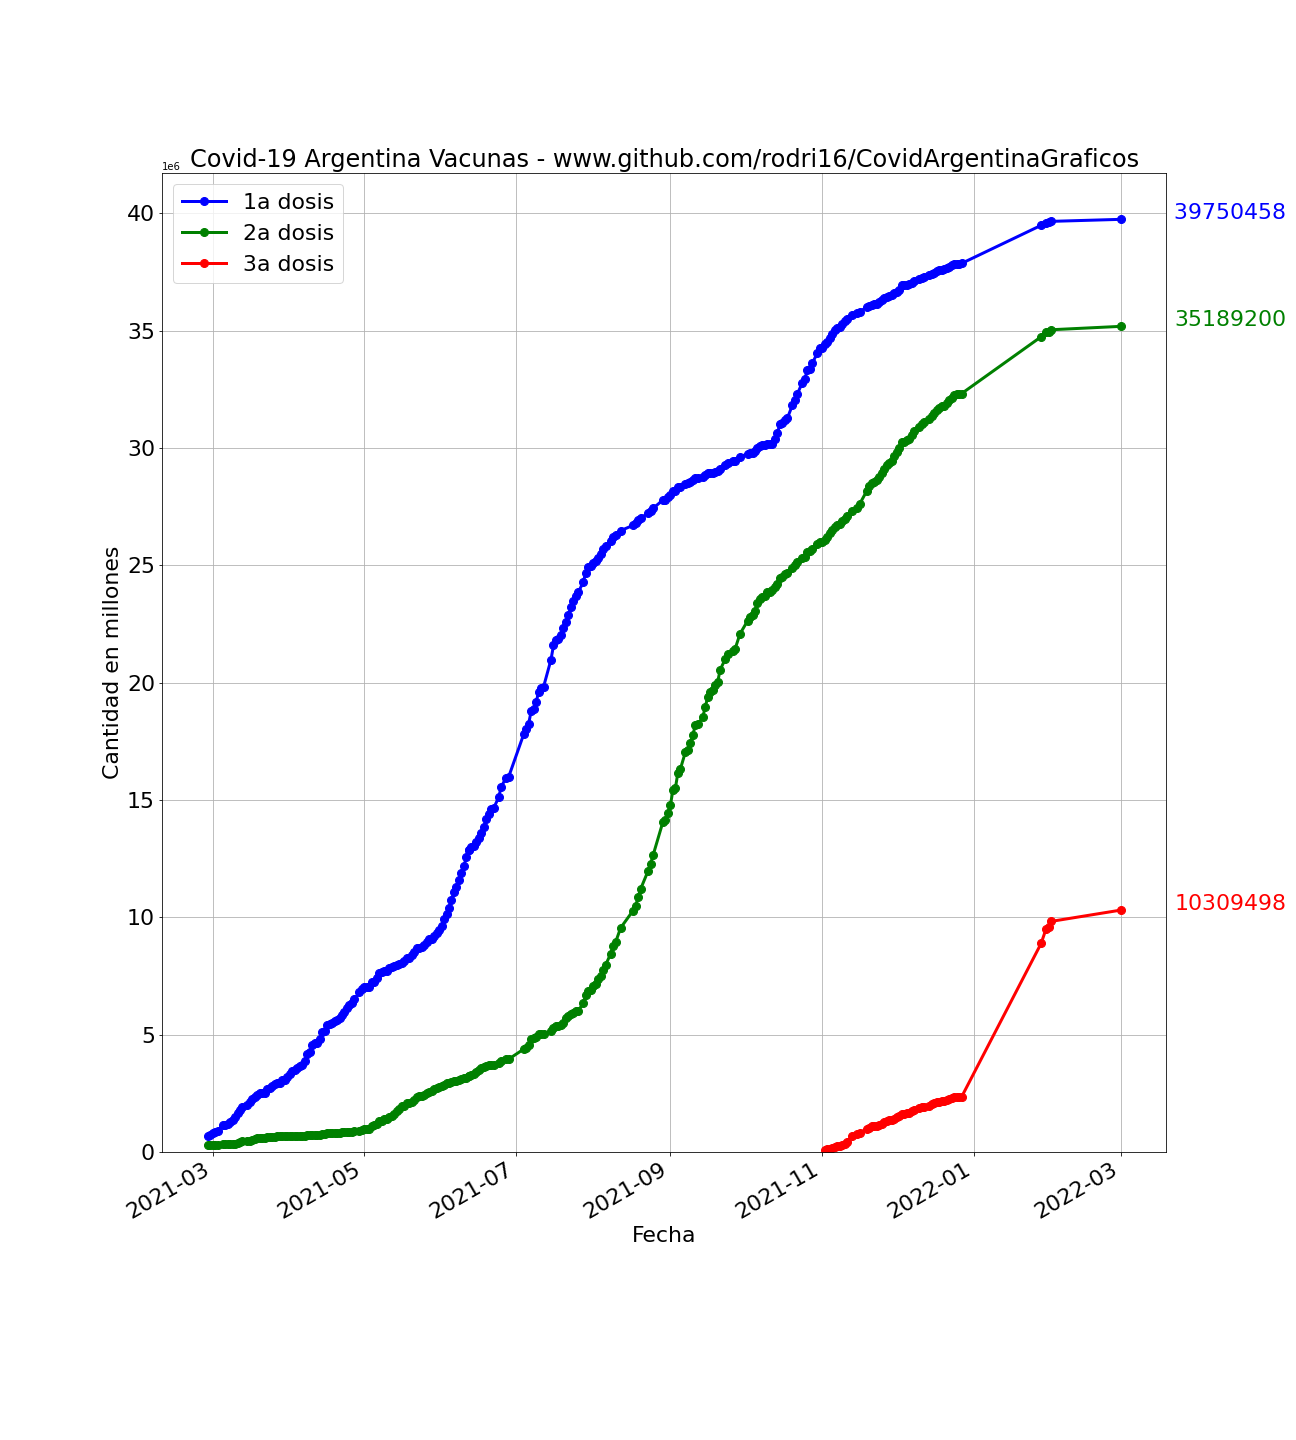 Covid-19 Argentina Vacunas - www.github.com/rodri16/CovidArgentinaGraficos
1e6
1a dosis
2a dosis
3a dosis
40
35
30
25
20
15
10
5
0
Cantidad en millones
39750458
35189200
10309498
2021-03
2021-05
2021-07
2021-09
2021-11
2022-01
2022-03
Fecha